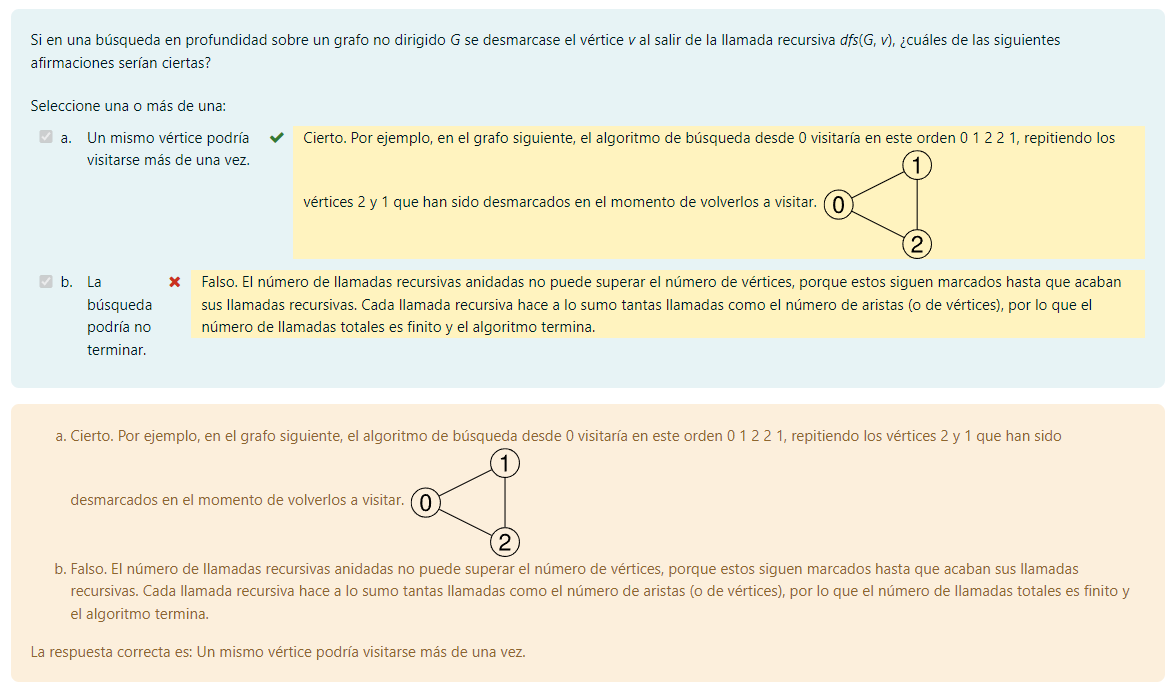 Si en una búsqueda en profundidad sobre un grafo no dirigido G se desmarcase el vértice v al salir de la llamada recursiva dfs(G, v), ¿cuáles de las siguientes
afirmaciones serían ciertas?
Seleccione una o más de una:
a. Un mismo vértice podría
visitarse más de una vez.
Cierto. Por ejemplo, en el grafo siguiente, el algoritmo de búsqueda desde 0 visitaría en este orden 0 1 2 2 1, repitiendo los
vértices 2 y 1 que han sido desmarcados en el momento de volverlos a visitar.
1
0
2
b. La
búsqueda
podría no
terminar.
Falso. El número de llamadas recursivas anidadas no puede superar el número de vértices, porque estos siguen marcados hasta que acaban
sus llamadas recursivas. Cada llamada recursiva hace a lo sumo tantas llamadas como el número de aristas (o de vértices), por lo que el
número de llamadas totales es finito y el algoritmo termina.
a. Cierto. Por ejemplo, en el grafo siguiente, el algoritmo de búsqueda desde 0 visitaría en este orden 0 1 2 2 1, repitiendo los vértices 2 y 1 que han sido
desmarcados en el momento de volverlos a visitar.
1
0
2
b. Falso. El número de llamadas recursivas anidadas no puede superar el número de vértices, porque estos siguen marcados hasta que acaban sus llamadas
recursivas. Cada llamada recursiva hace a lo sumo tantas llamadas como el número de aristas (o de vértices), por lo que el número de llamadas totales es finito y
el algoritmo termina.
La respuesta correcta es: Un mismo vértice podría visitarse más de una vez.